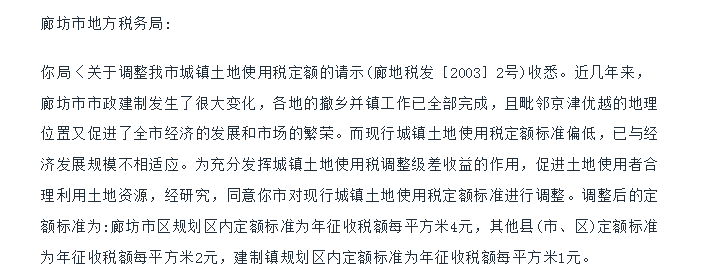 廊坊市地方税务局:
你局〈关于调整我市城镇土地使用税定额的请示(廊地税发［2003］2号)收悉。近几年来，
廊坊市市政建制发生了很大变化，各地的撤乡并镇工作已全部完成，且毗邻京津优越的地理
位置又促进了全市经济的发展和市场的繁荣。而现行城镇土地使用税定额标准偏低，已与经
济发展规模不相适应。为充分发挥城镇土地使用税调整级差收益的作用，促进土地使用者合
理利用土地资源，经研究，同意你市对现行城镇土地使用税定额标准进行调整。调整后的定
额标准为:廊坊市区规划区内定额标准为年征收税额每平方米4元，其他县(市、区)定额标准
为年征收税额每平方米2元，建制镇规划区内定额标准为年征收税额每平方米1元。